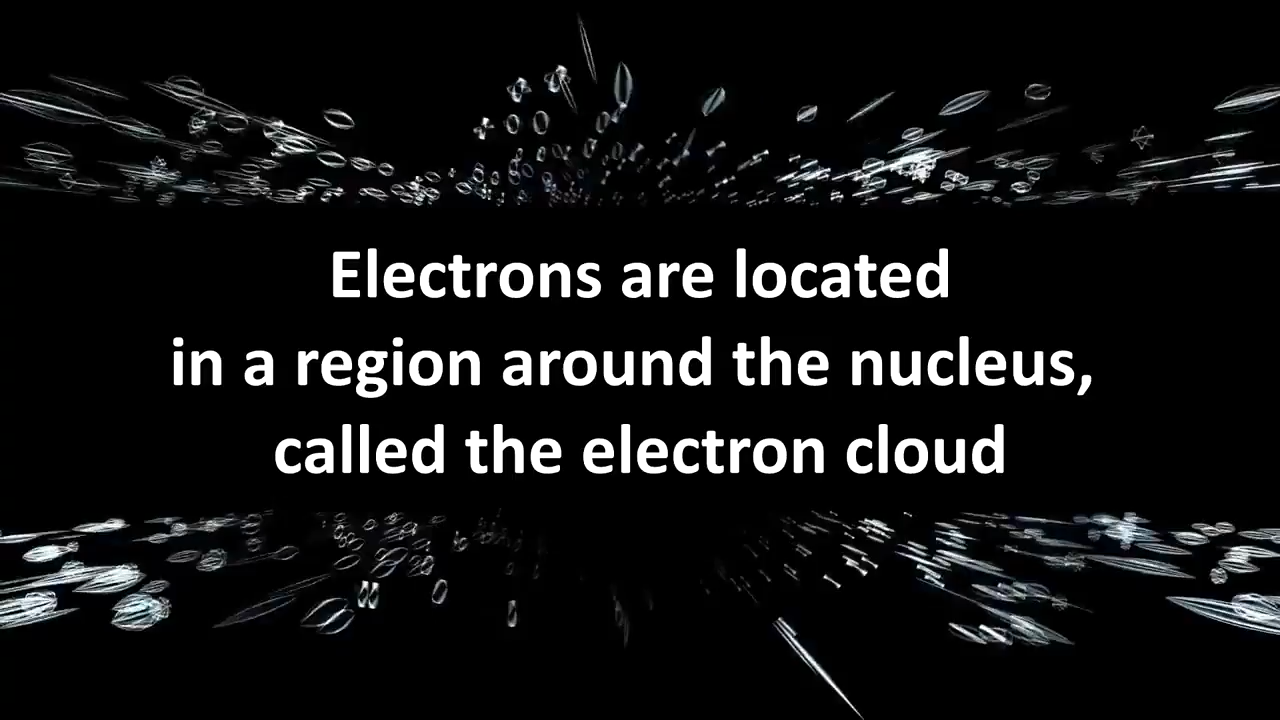 Electrons are located
in a region around the nucleus,
called the electron cloud